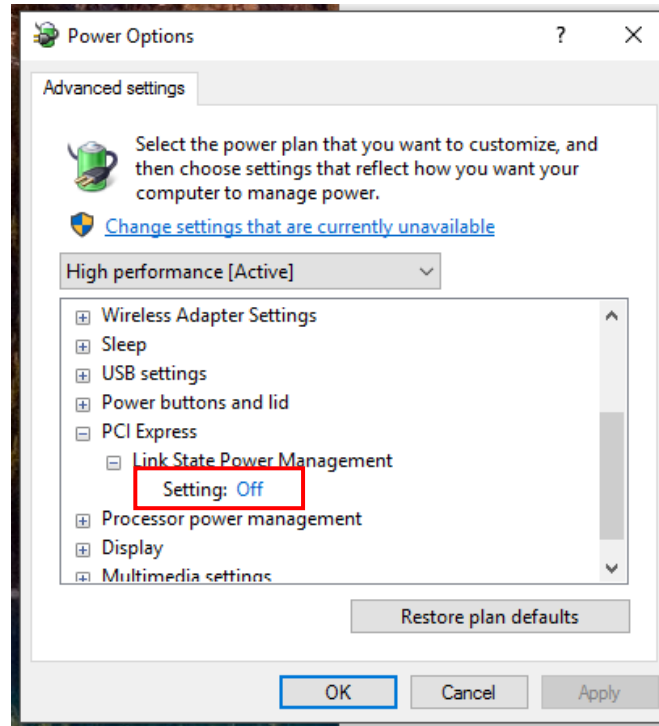 Power Options
Advanced settings
Select the power plan that you want to customize, and
then choose settings that reflect how you want your
computer to manage power.
Change settings that are currently unavailable
High performance [Active]
Wireless Adapter Settings
Sleep
USB settings
Power buttons and lid
PCI Express
Link State Power Management
Setting: Off
Processor power management
Display
Multimedia settings
Restore plan defaults
OK Cancel Apply